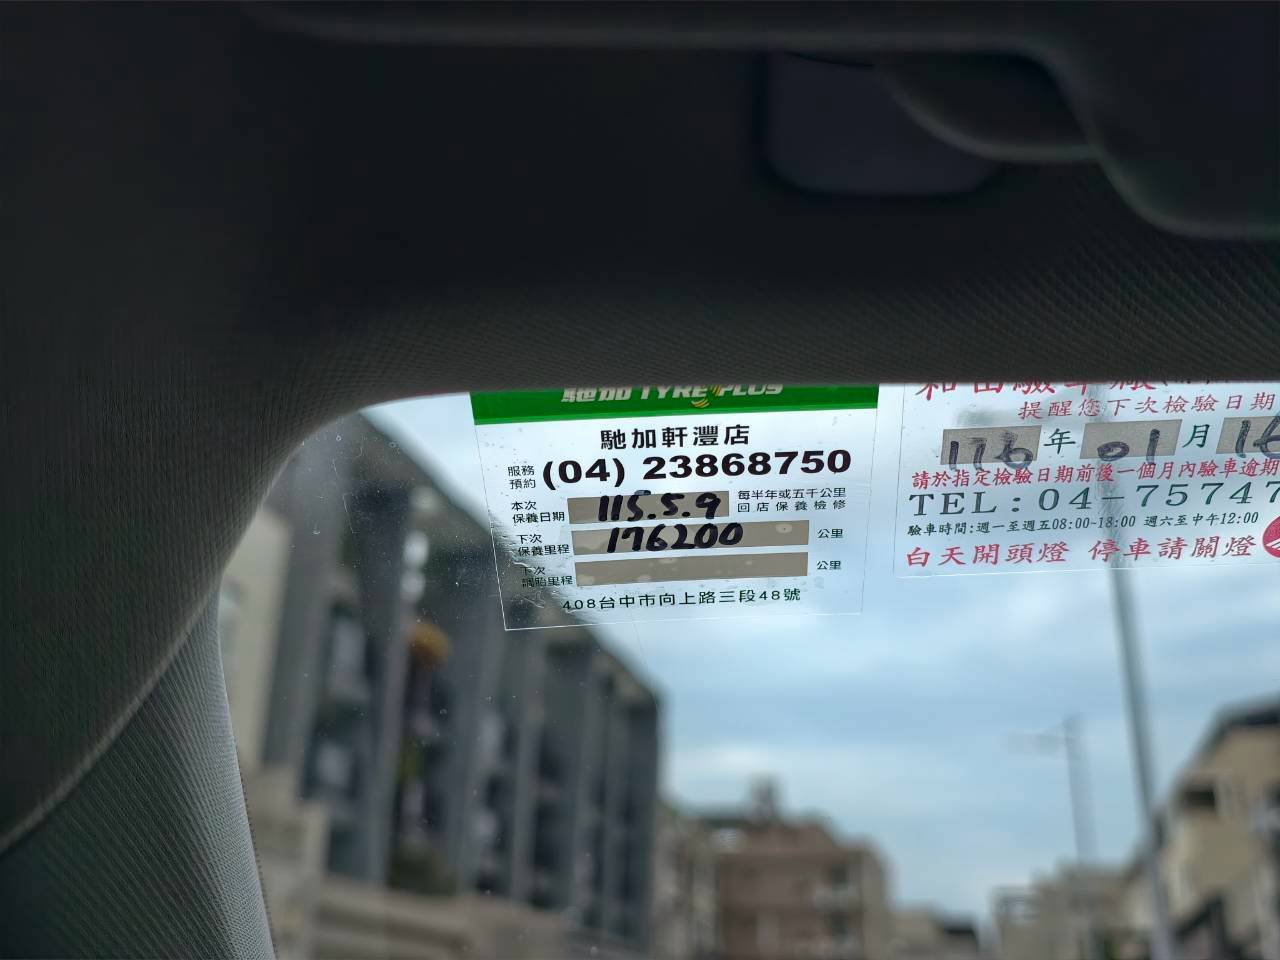 馳加 TYREPLUS
馳加軒灃店
服務預約 (04) 23868750
本次保養日期 115.5.9 每半年或五千公里回店保養檢修
下次保養里程 176200 公里
下次調胎里程 公里
408台中市向上路三段48號
提醒您下次檢驗日期
年 01 月 16
請於指定檢驗日期前後一個月內驗車逾期
TEL:04-75747
驗車時間:週一至週五08:00-18:00 週六至中午12:00
白天開頭燈 停車請關燈